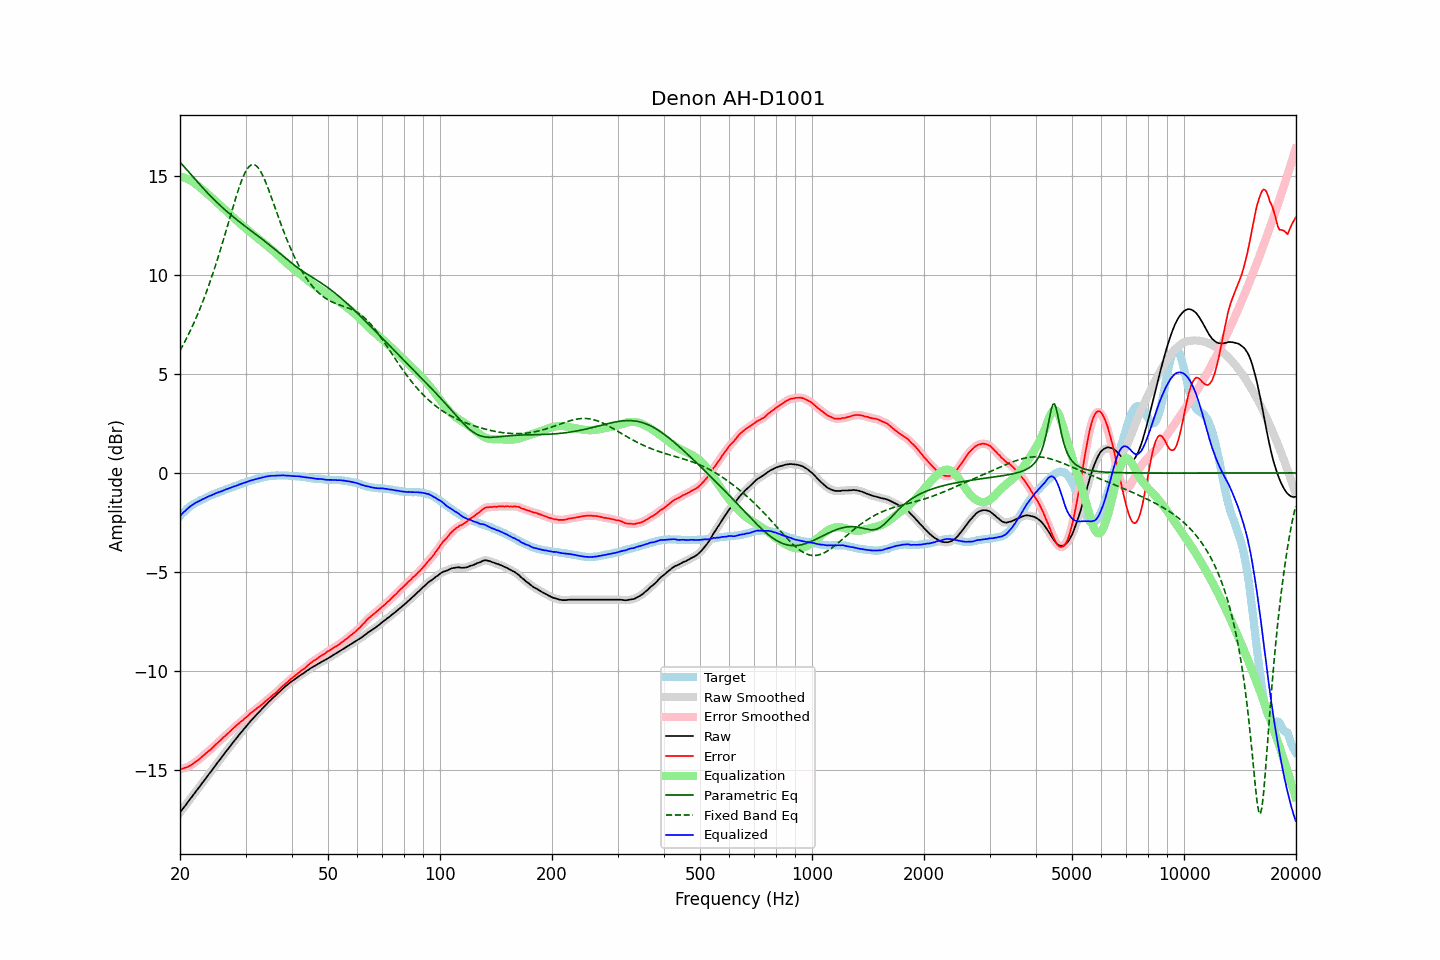 Denon AH-D1001
15
10
5
0
−5
−10
−15
Amplitude (dBr)
Target
Raw Smoothed
Error Smoothed
Raw
Error
Equalization
Parametric Eq
Fixed Band Eq
Equalized
20 50 100 200 500 1000 2000 5000 10000 20000
Frequency (Hz)